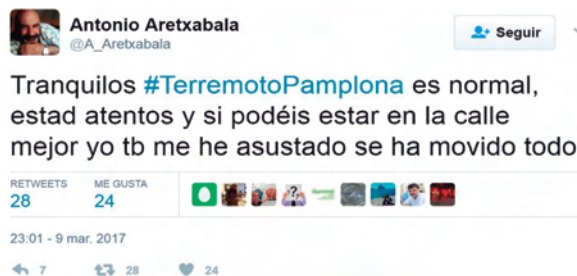 Antonio Aretxabala
@A_Aretxabala
Seguir
Tranquilos #TerremotoPamplona es normal,
estad atentos y si podéis estar en la calle
mejor yo tb me he asustado se ha movido todo
RETWEETS
28
ME GUSTA
24
23:01 - 9 mar. 2017
7
28
24